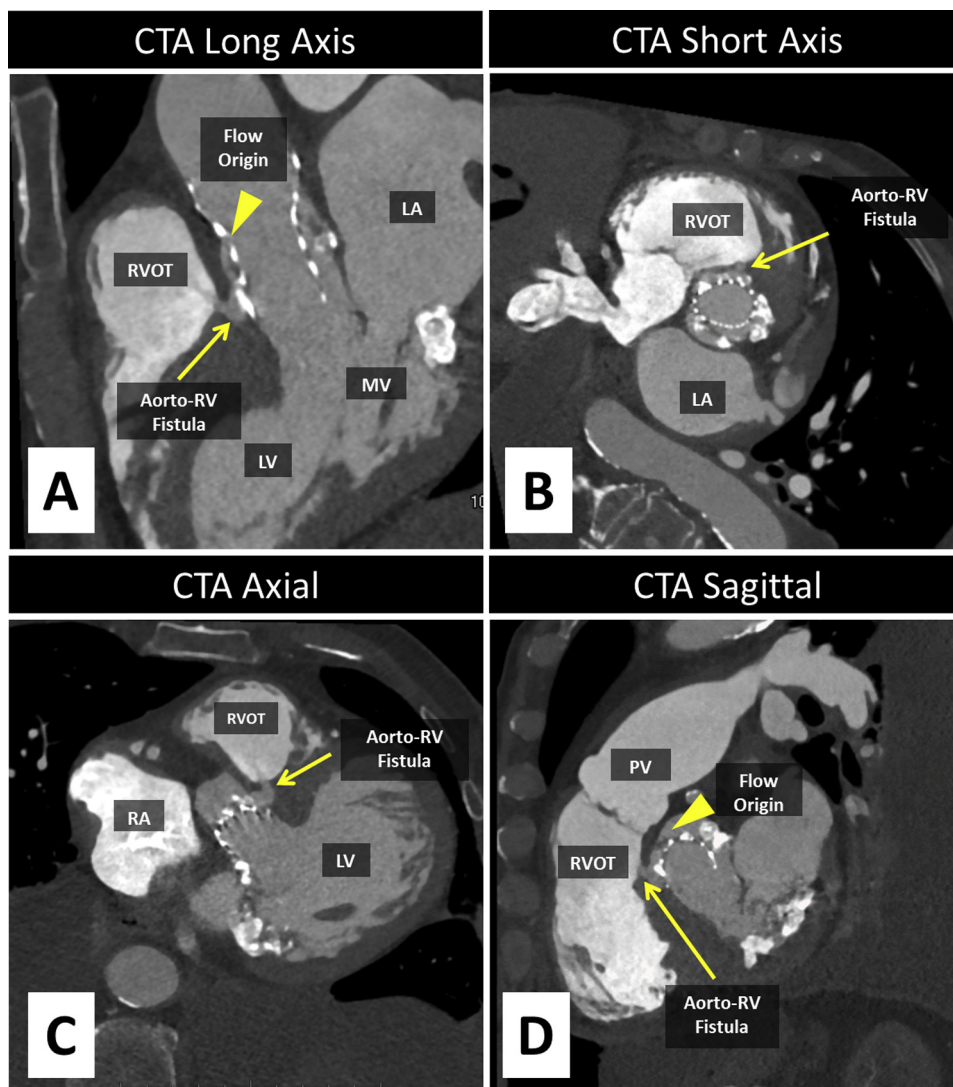 CTA Long Axis
Flow
Origin
LA
RVOT
Aorto-RV
Fistula
MV
LV
A
10
CTA Short Axis
RVOT
Aorto-RV
Fistula
LA
B
CTA Axial
RVOT
Aorto-RV
Fistula
RA
LV
C
CTA Sagittal
PV
Flow
Origin
RVOT
Aorto-RV
Fistula
D